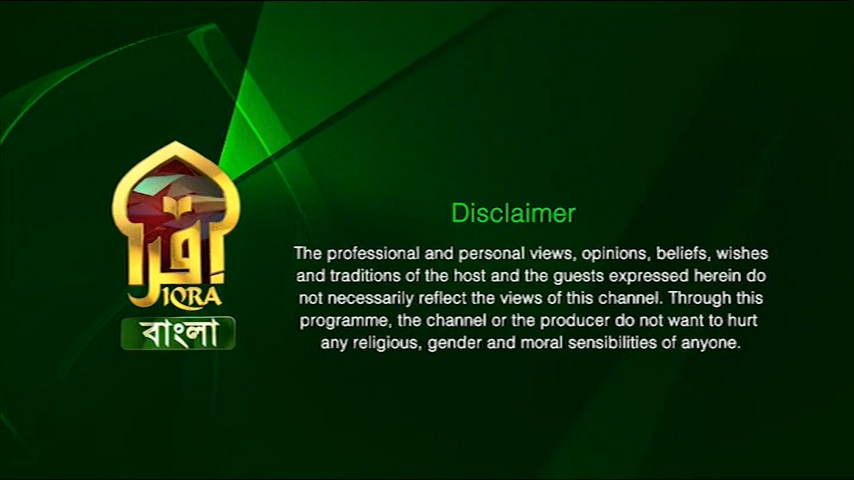 Disclaimer
The professional and personal views, opinions, beliefs, wishes
and traditions of the host and the guests expressed herein do
not necessarily reflect the views of this channel. Through this
programme, the channel or the producer do not want to hurt
any religious, gender and moral sensibilities of anyone.
اقرأ
IQRA
বাংলা